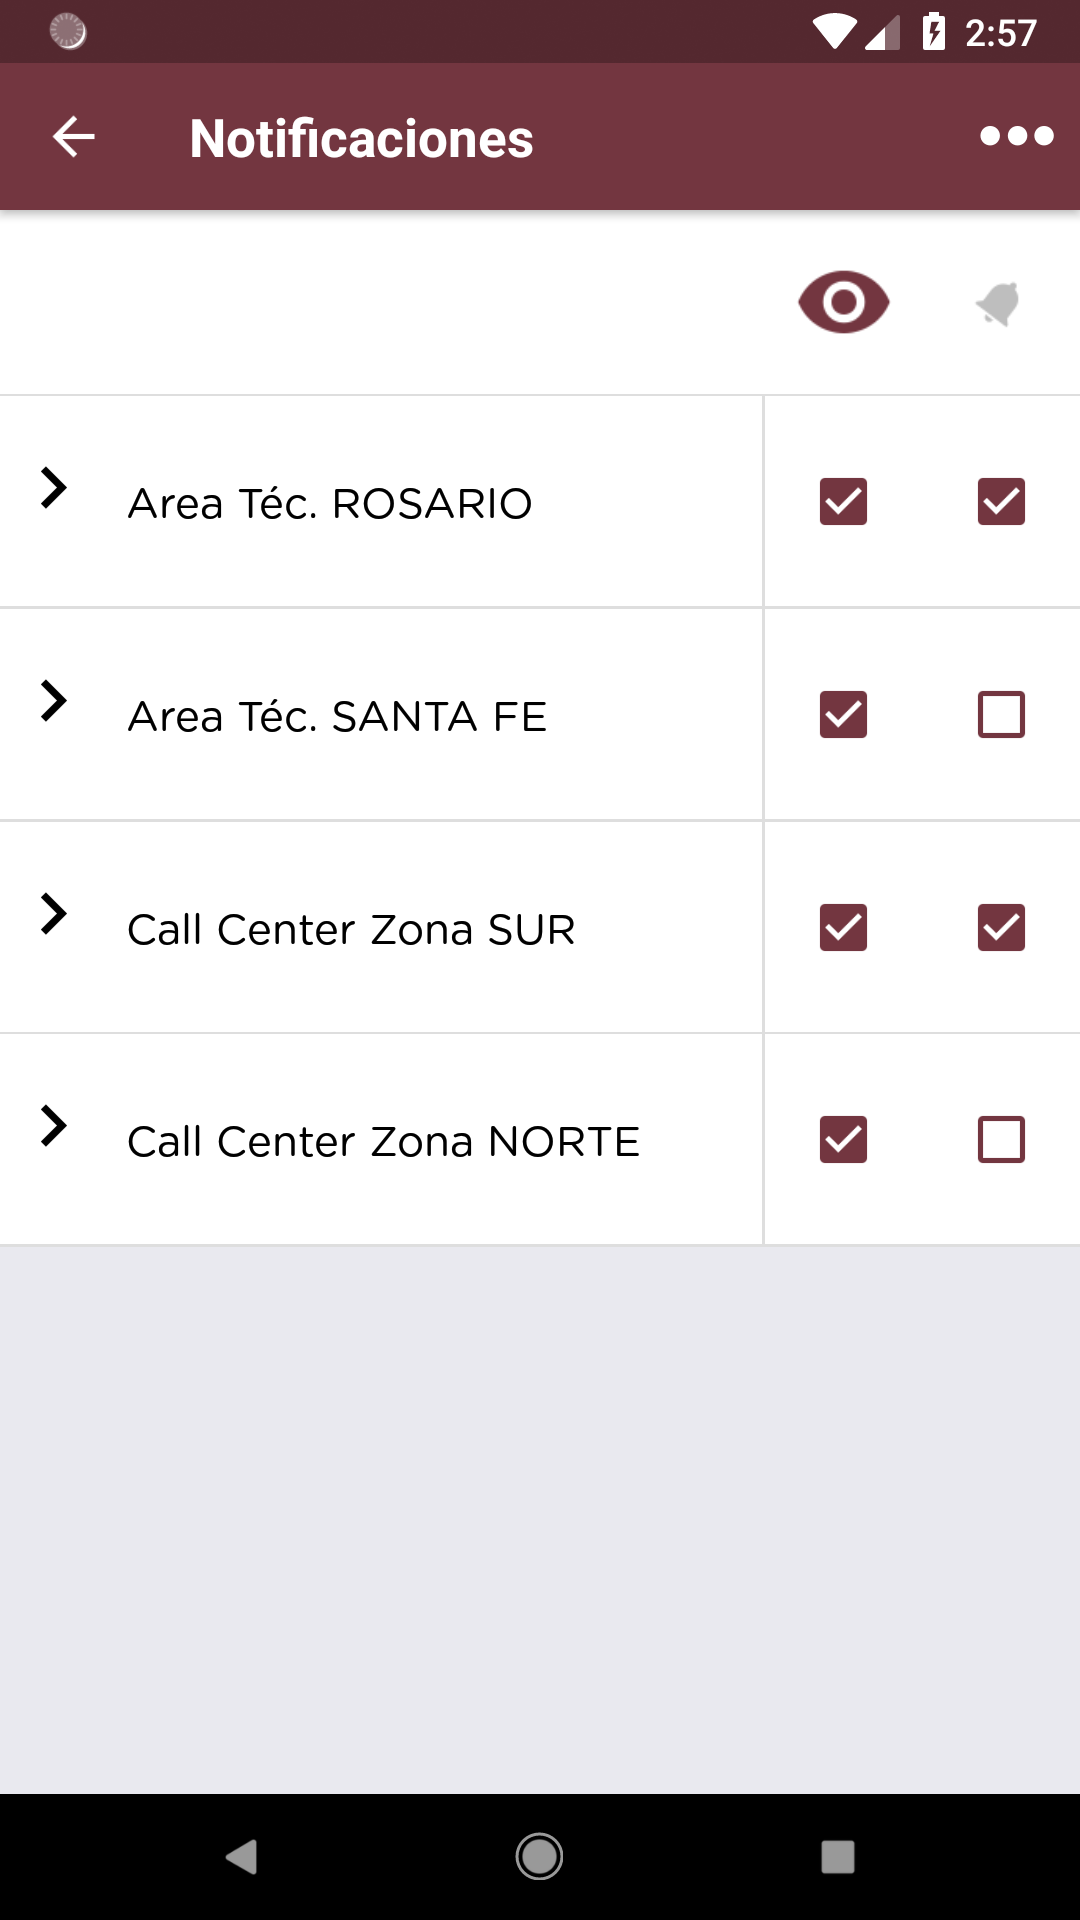 2:57
Notificaciones
Area Téc. ROSARIO
Area Téc. SANTA FE
Call Center Zona SUR
Call Center Zona NORTE